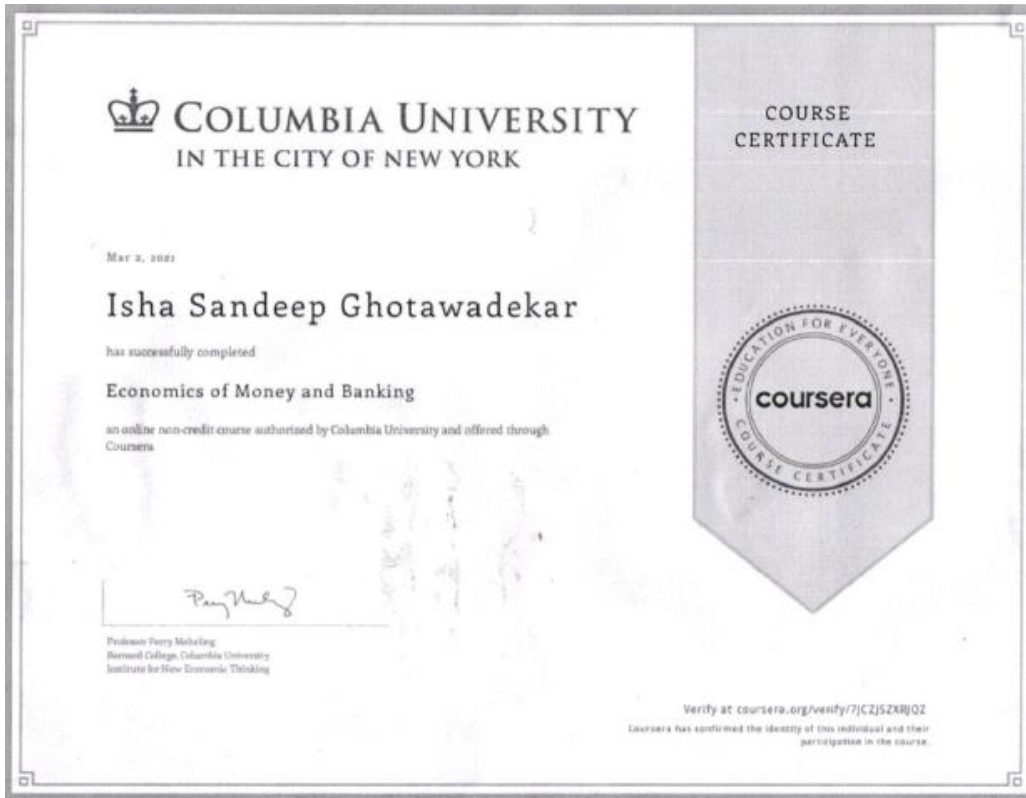 COLUMBIA UNIVERSITY
IN THE CITY OF NEW YORK
COURSE
CERTIFICATE
Mar 2, 2021
Isha Sandeep Ghotawadekar
has successfully completed
Economics of Money and Banking
an online non-credit course authorized by Columbia University and offered through
Coursera
EDUCATION FOR EVERYONE
coursera
COURSE CERTIFICATE
Professor Perry Mehrling
Barnard College, Columbia University
Institute for New Economic Thinking
Verify at coursera.org/verify/
Coursera has confirmed the identity of this individual and their
participation in the course.